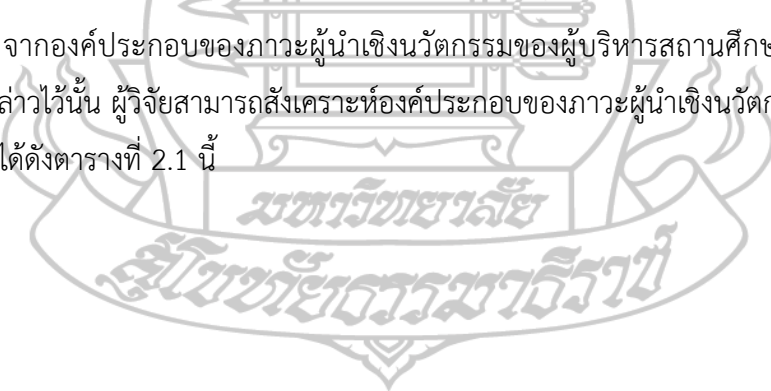 จากองค์ประกอบของภาวะผู้นำเชิงนวัตกรรมของผู้บริหารสถานศึกษ
ล่าวไว้นั้น ผู้วิจัยสามารถสังเคราะห์องค์ประกอบของภาวะผู้นำเชิงนวัตก
ได้ดังตารางที่ 2.1 นี้
มหาวิทยาลัย
สุโขทัยธรรมาธิราช